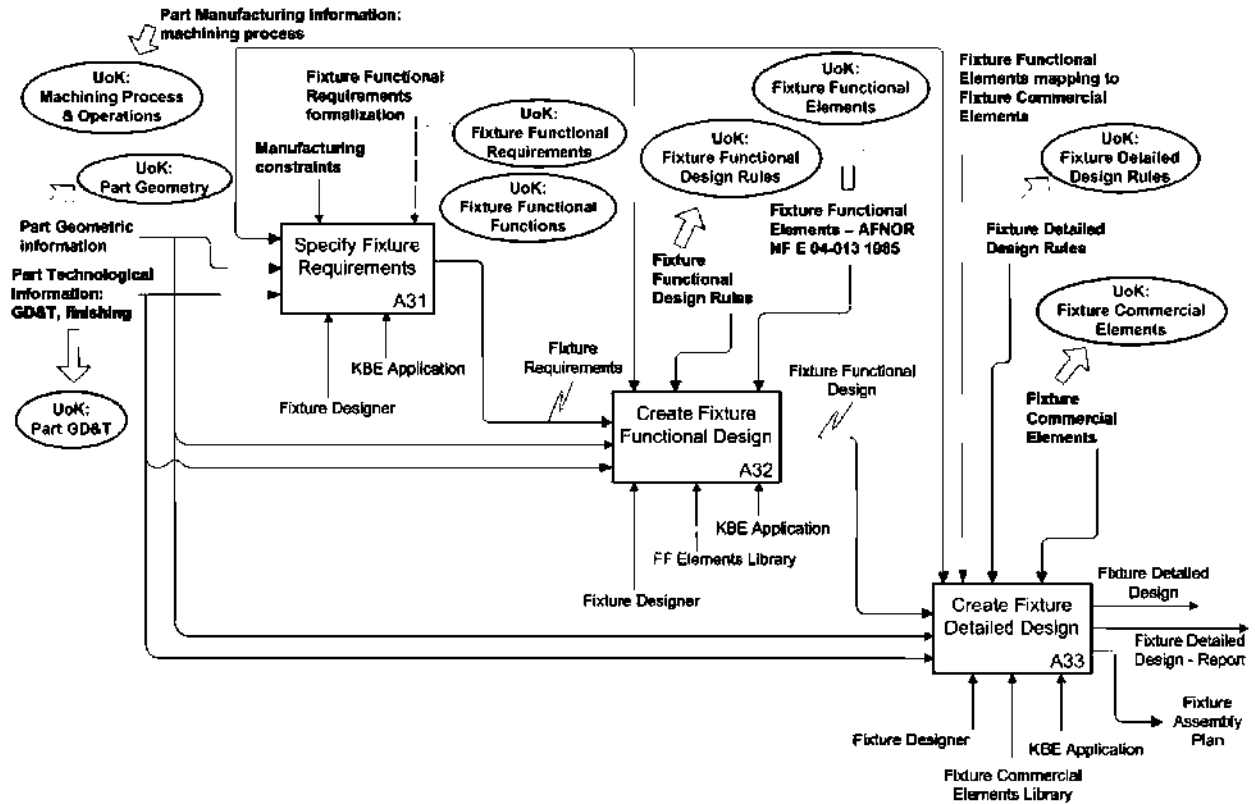 Part Manufacturing Information:
machining process
UoK:
Machining Process
& Operations
Fixture Functional
Requirements
formalization
UoK:
Fixture Functional
Elements
Fixture Functional
Elements mapping to
Fixture Commercial
Elements
UoK:
Fixture Functional
Requirements
UoK:
Fixture Functional
Design Rules
UoK:
Fixture Detailed
Design Rules
Manufacturing
constraints
UoK:
Part Geometry
UoK:
Fixture Functional
Functions
Part Geometric
information
Part Technological
Information:
GD&T, finishing
Specify Fixture
Requirements
A31
Fixture Functional
Elements – AFNOR
NF E 04-013 1985
Fixture Detailed
Design Rules
Fixture
Functional
Design Rules
UoK:
Fixture Commercial
Elements
UoK:
Part GD&T
KBE Application
Fixture Designer
Fixture
Requirements
Fixture Functional
Design
Fixture
Commercial
Elements
Create Fixture
Functional Design
A32
KBE Application
FF Elements Library
Fixture Designer
Create Fixture
Detailed Design
A33
Fixture Detailed
Design
Fixture Detailed
Design - Report
Fixture
Assembly
Plan
Fixture Designer
KBE Application
Fixture Commercial
Elements Library